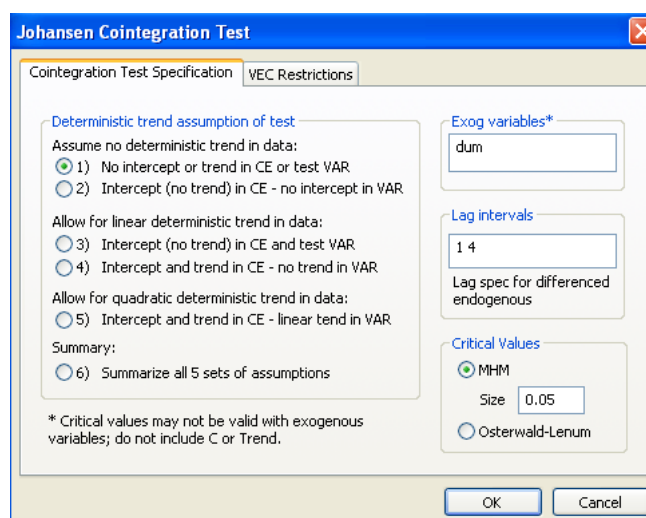 Johansen Cointegration Test
Cointegration Test Specification
VEC Restrictions
Deterministic trend assumption of test
Assume no deterministic trend in data:
1) No intercept or trend in CE or test VAR
2) Intercept (no trend) in CE - no intercept in VAR
Allow for linear deterministic trend in data:
3) Intercept (no trend) in CE and test VAR
4) Intercept and trend in CE - no trend in VAR
Allow for quadratic deterministic trend in data:
5) Intercept and trend in CE - linear tend in VAR
Summary:
6) Summarize all 5 sets of assumptions
* Critical values may not be valid with exogenous
variables; do not include C or Trend.
Exog variables*
dum
Lag intervals
1 4
Lag spec for differenced
endogenous
Critical Values
MHM
Size 0.05
Osterwald-Lenum
OK
Cancel